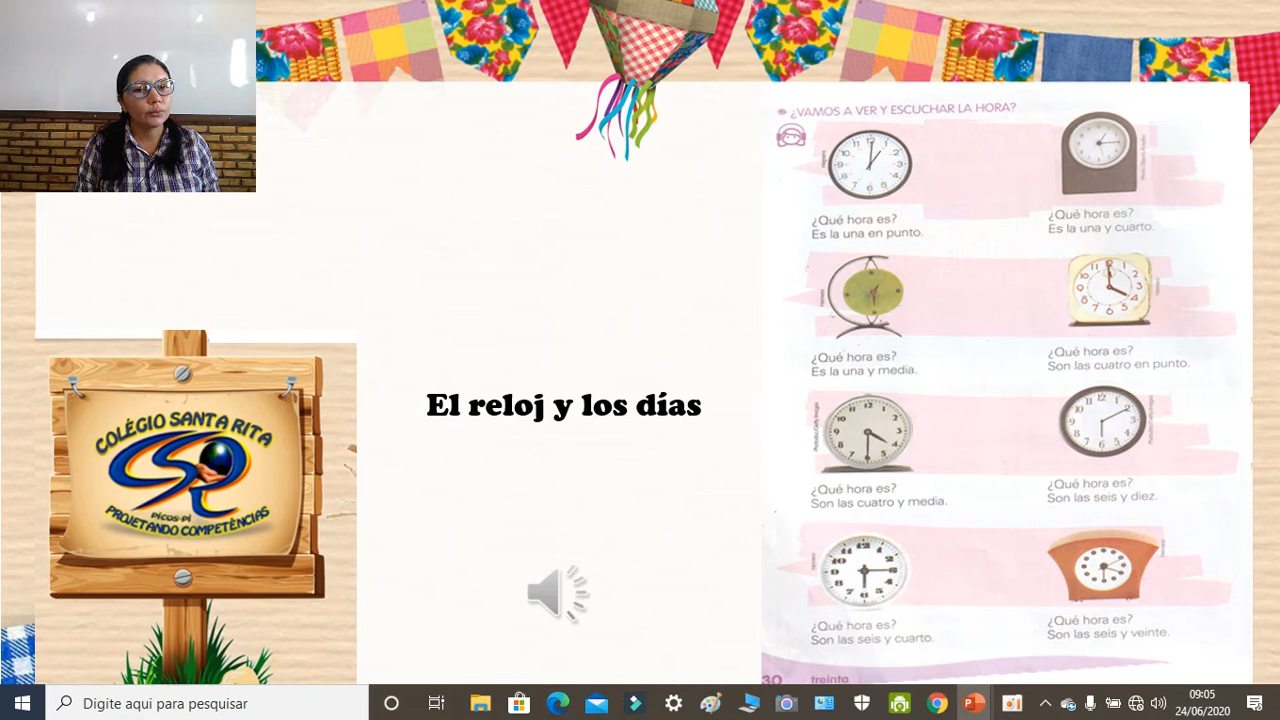 ¿VAMOS A VER Y ESCUCHAR LA HORA?
¿Qué hora es?
Es la una en punto.
¿Qué hora es?
Es la una y cuarto.
¿Qué hora es?
Es la una y media.
¿Qué hora es?
Son las cuatro en punto.
¿Qué hora es?
Son las cuatro y media.
¿Qué hora es?
Son las seis y diez.
¿Qué hora es?
Son las seis y cuarto.
¿Qué hora es?
Son las seis y veinte.
30 treinta
El reloj y los días
COLÉGIO SANTA RITA
picos-pi
PROJETANDO COMPETÊNCIAS
Digite aqui para pesquisar
09:05
24/06/2020